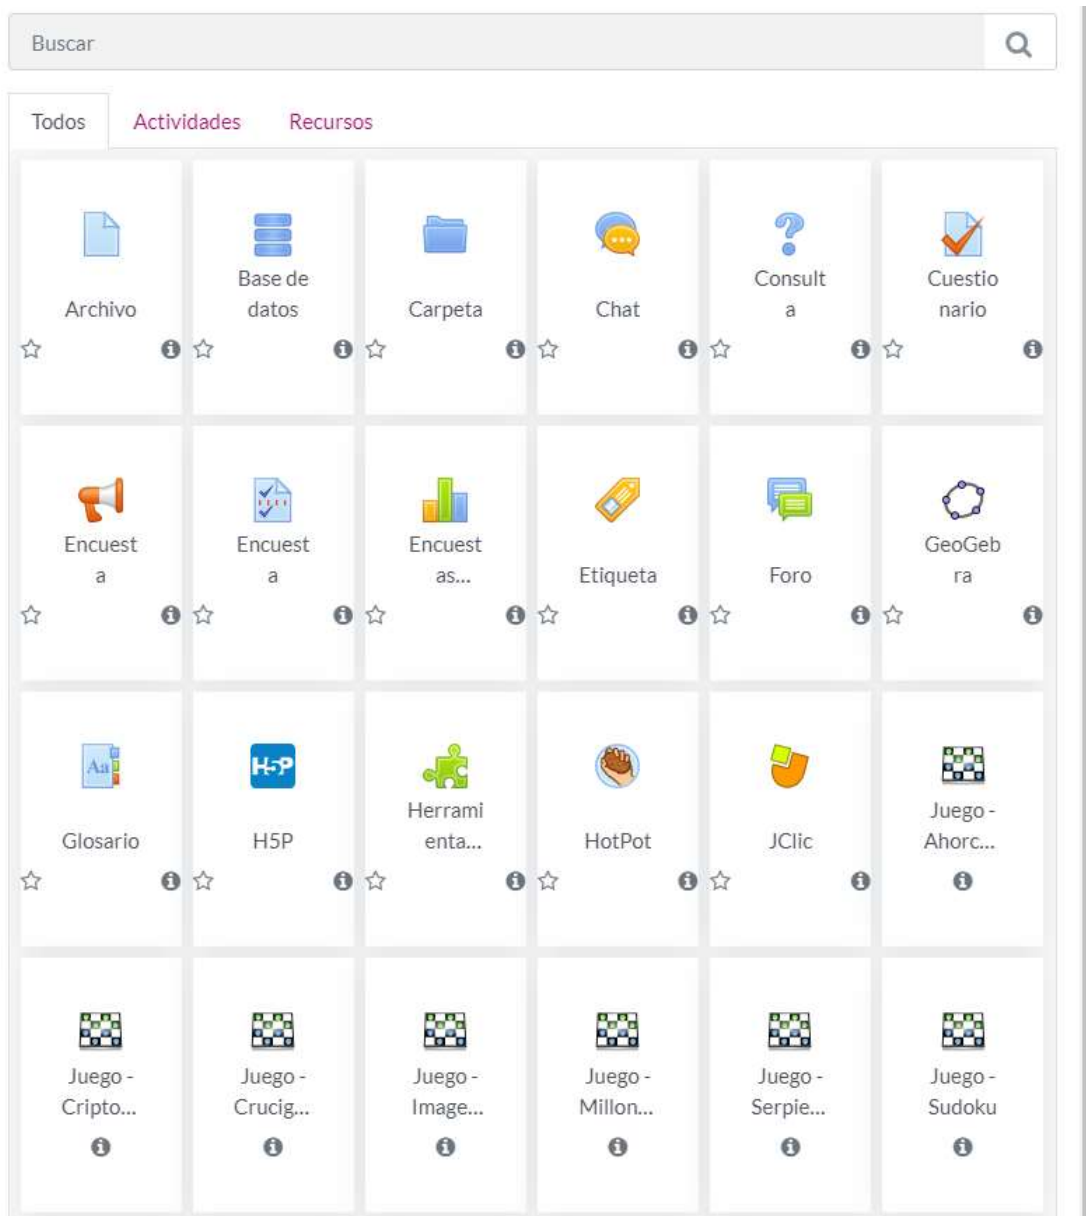 Buscar
Todos Actividades Recursos
Archivo
Base de
datos
Carpeta
Chat
Consult
a
Cuestio
nario
Encuest
a
Encuest
a
Encuest
as...
Etiqueta
Foro
GeoGeb
ra
Aa
Glosario
H5P
H5P
Herrami
enta...
HotPot
JClic
Juego -
Ahorc...
Juego -
Cripto...
Juego -
Crucig...
Juego -
Image...
Juego -
Millon...
Juego -
Serpie...
Juego -
Sudoku